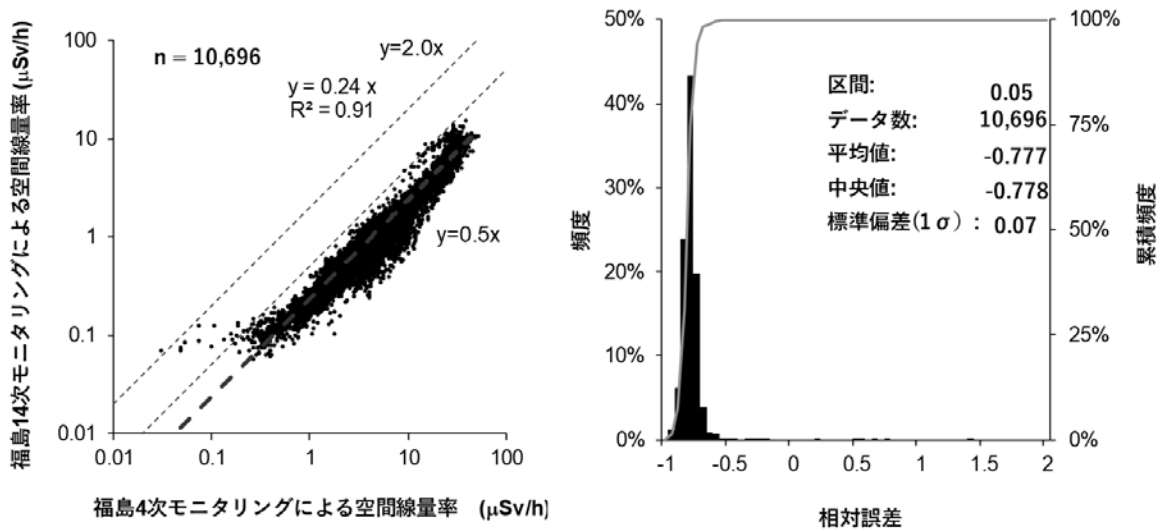 福島14次モニタリングによる空間線量率 (μSv/h)
100
10
1
0.1
0.01
n = 10,696
y=2.0x
y = 0.24 x
R² = 0.91
y=0.5x
0.01 0.1 1 10 100
福島4次モニタリングによる空間線量率 (μSv/h)
頻度
50%
40%
30%
20%
10%
0%
区間: 0.05
データ数: 10,696
平均値: -0.777
中央値: -0.778
標準偏差(1σ): 0.07
100%
75%
50%
25%
0%
累積頻度
-1 -0.5 0 0.5 1 1.5 2
相対誤差